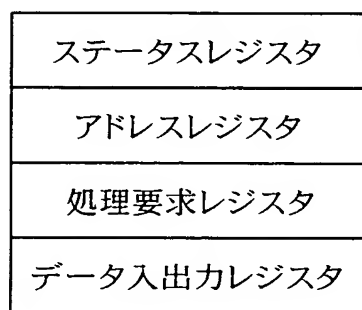 ステータスレジスタ
アドレスレジスタ
処理要求レジスタ
データ入出力レジスタ